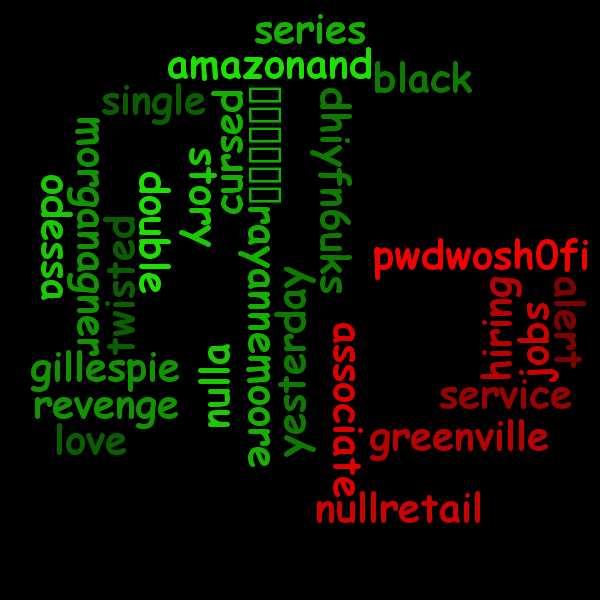 series
amazonand
black
single
cursed
dhiyfn6uks
morganagner
story
odessa
double
rayannemoore
twisted
pwdwosh0fi
yesterday
hiring
jobs
alert
associate
nulla
gillespie
service
revenge
greenville
love
nullretail